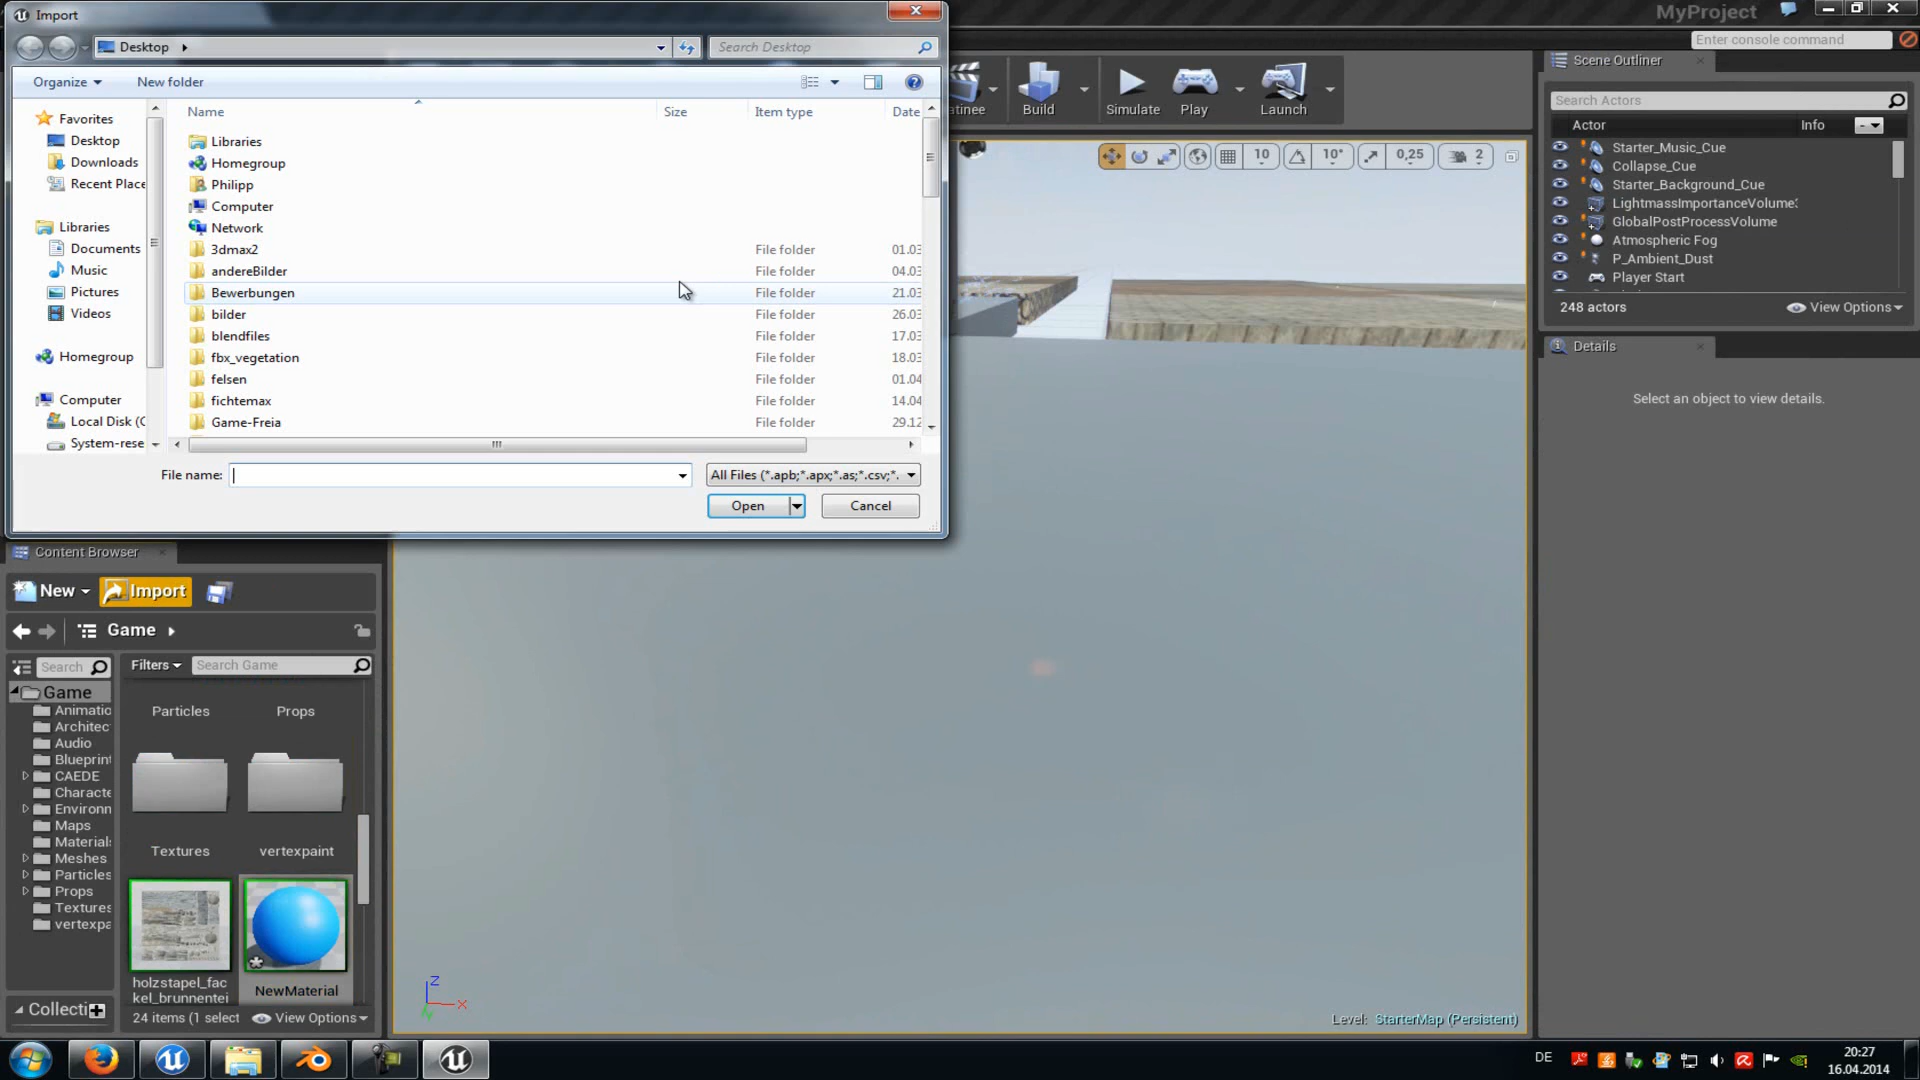 Import
MyProject
Desktop
Search Desktop
Enter console command
Organize
New folder
Name
Size
Item type
Date
Favorites
Desktop
Downloads
Recent Place
Libraries
Documents
Music
Pictures
Videos
Homegroup
Computer
Local Disk (C
System-rese
Libraries
Homegroup
Philipp
Computer
Network
3dmax2 File folder 01.03
andereBilder File folder 04.03
Bewerbungen File folder 21.03
bilder File folder 26.03
blendfiles File folder 17.03
fbx_vegetation File folder 18.03
felsen File folder 01.04
fichtemax File folder 14.04
Game-Freia File folder 29.12
File name:
All Files (*.apb;*.apx;*.as;*.csv;*.
Open
Cancel
atinee
Build
Simulate
Play
Launch
10
10°
0,25
2
Scene Outliner
Search Actors
Actor
Info
Starter_Music_Cue
Collapse_Cue
Starter_Background_Cue
LightmassImportanceVolume
GlobalPostProcessVolume
Atmospheric Fog
P_Ambient_Dust
Player Start
248 actors
View Options
Details
Select an object to view details.
Content Browser
New
Import
Game
Search
Filters
Search Game
Game
Animatio
Architec
Audio
Blueprin
CAEDE
Characte
Environn
Maps
Material
Meshes
Particles
Props
Textures
vertexpa
Collecti
Particles
Props
Textures
vertexpaint
holzstapel_fac
kel_brunnentei
NewMaterial
24 items (1 select
View Options
Z
X
Level: StarterMap (Persistent)
DE
20:27
16.04.2014